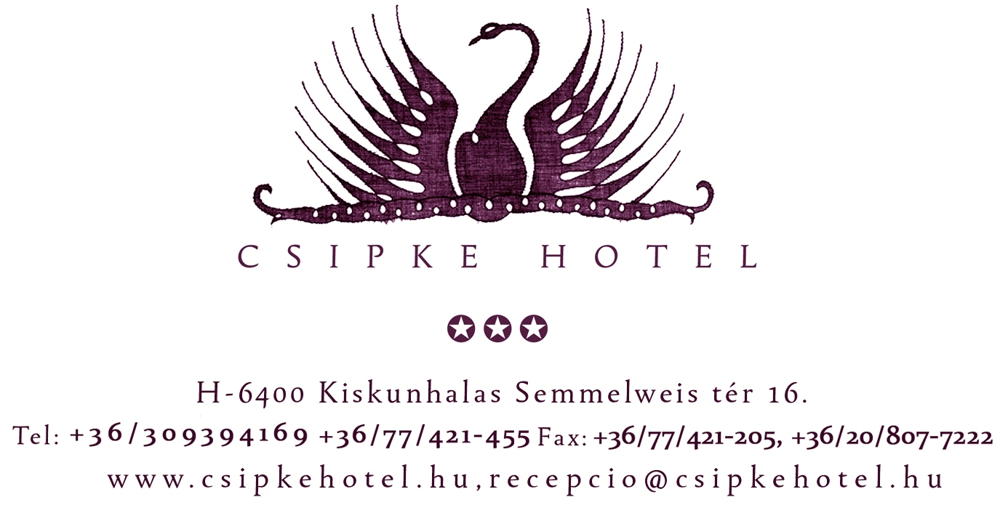 CSIPKE HOTEL
✪✪✪
H-6400 Kiskunhalas Semmelweis tér 16.
Tel: +36/309394169 +36/77/421-455 Fax: +36/77/421-205, +36/20/807-7222
www.csipkehotel.hu,recepcio@csipkehotel.hu